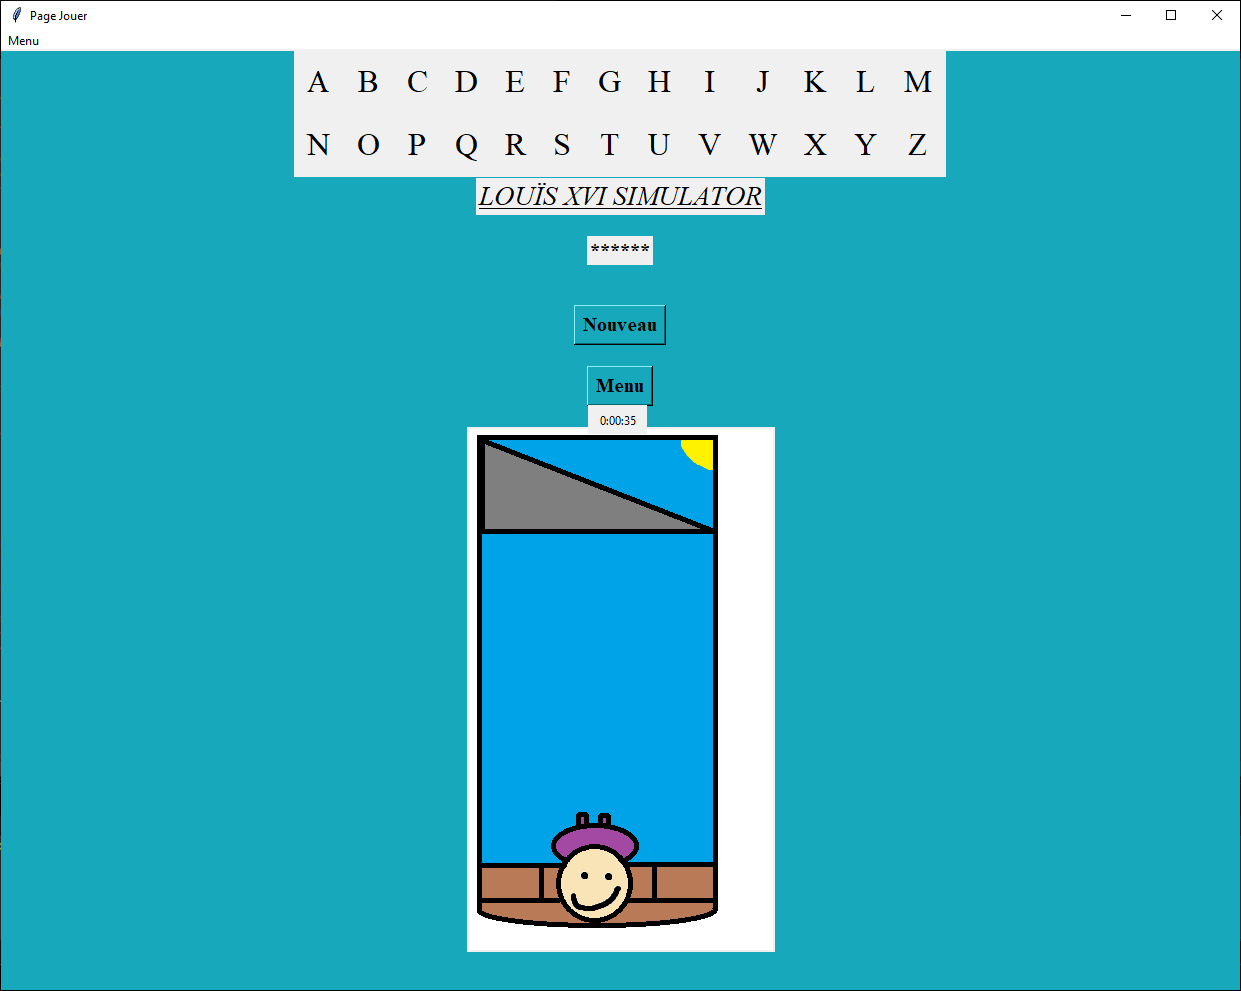 Page Jouer
Menu
A B C D E F G H I J K L M
N O P Q R S T U V W X Y Z
LOUÏS XVI SIMULATOR
******
Nouveau
Menu
0:00:35